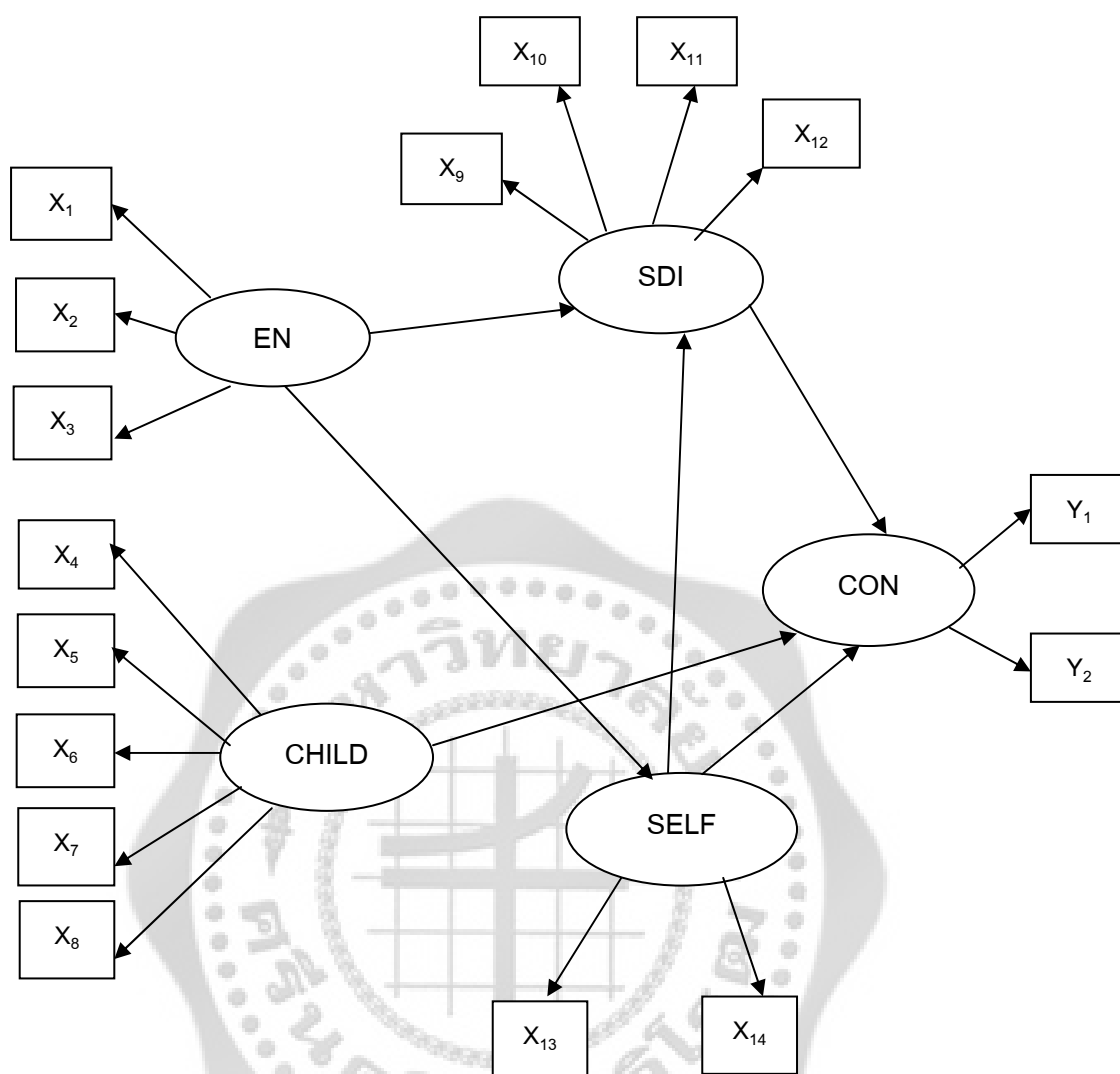 X₁₀
X₁₁
X₁₂
X₉
X₁
SDI
X₂
EN
X₃
Y₁
X₄
CON
X₅
Y₂
X₆
CHILD
SELF
X₇
X₈
X₁₃
X₁₄